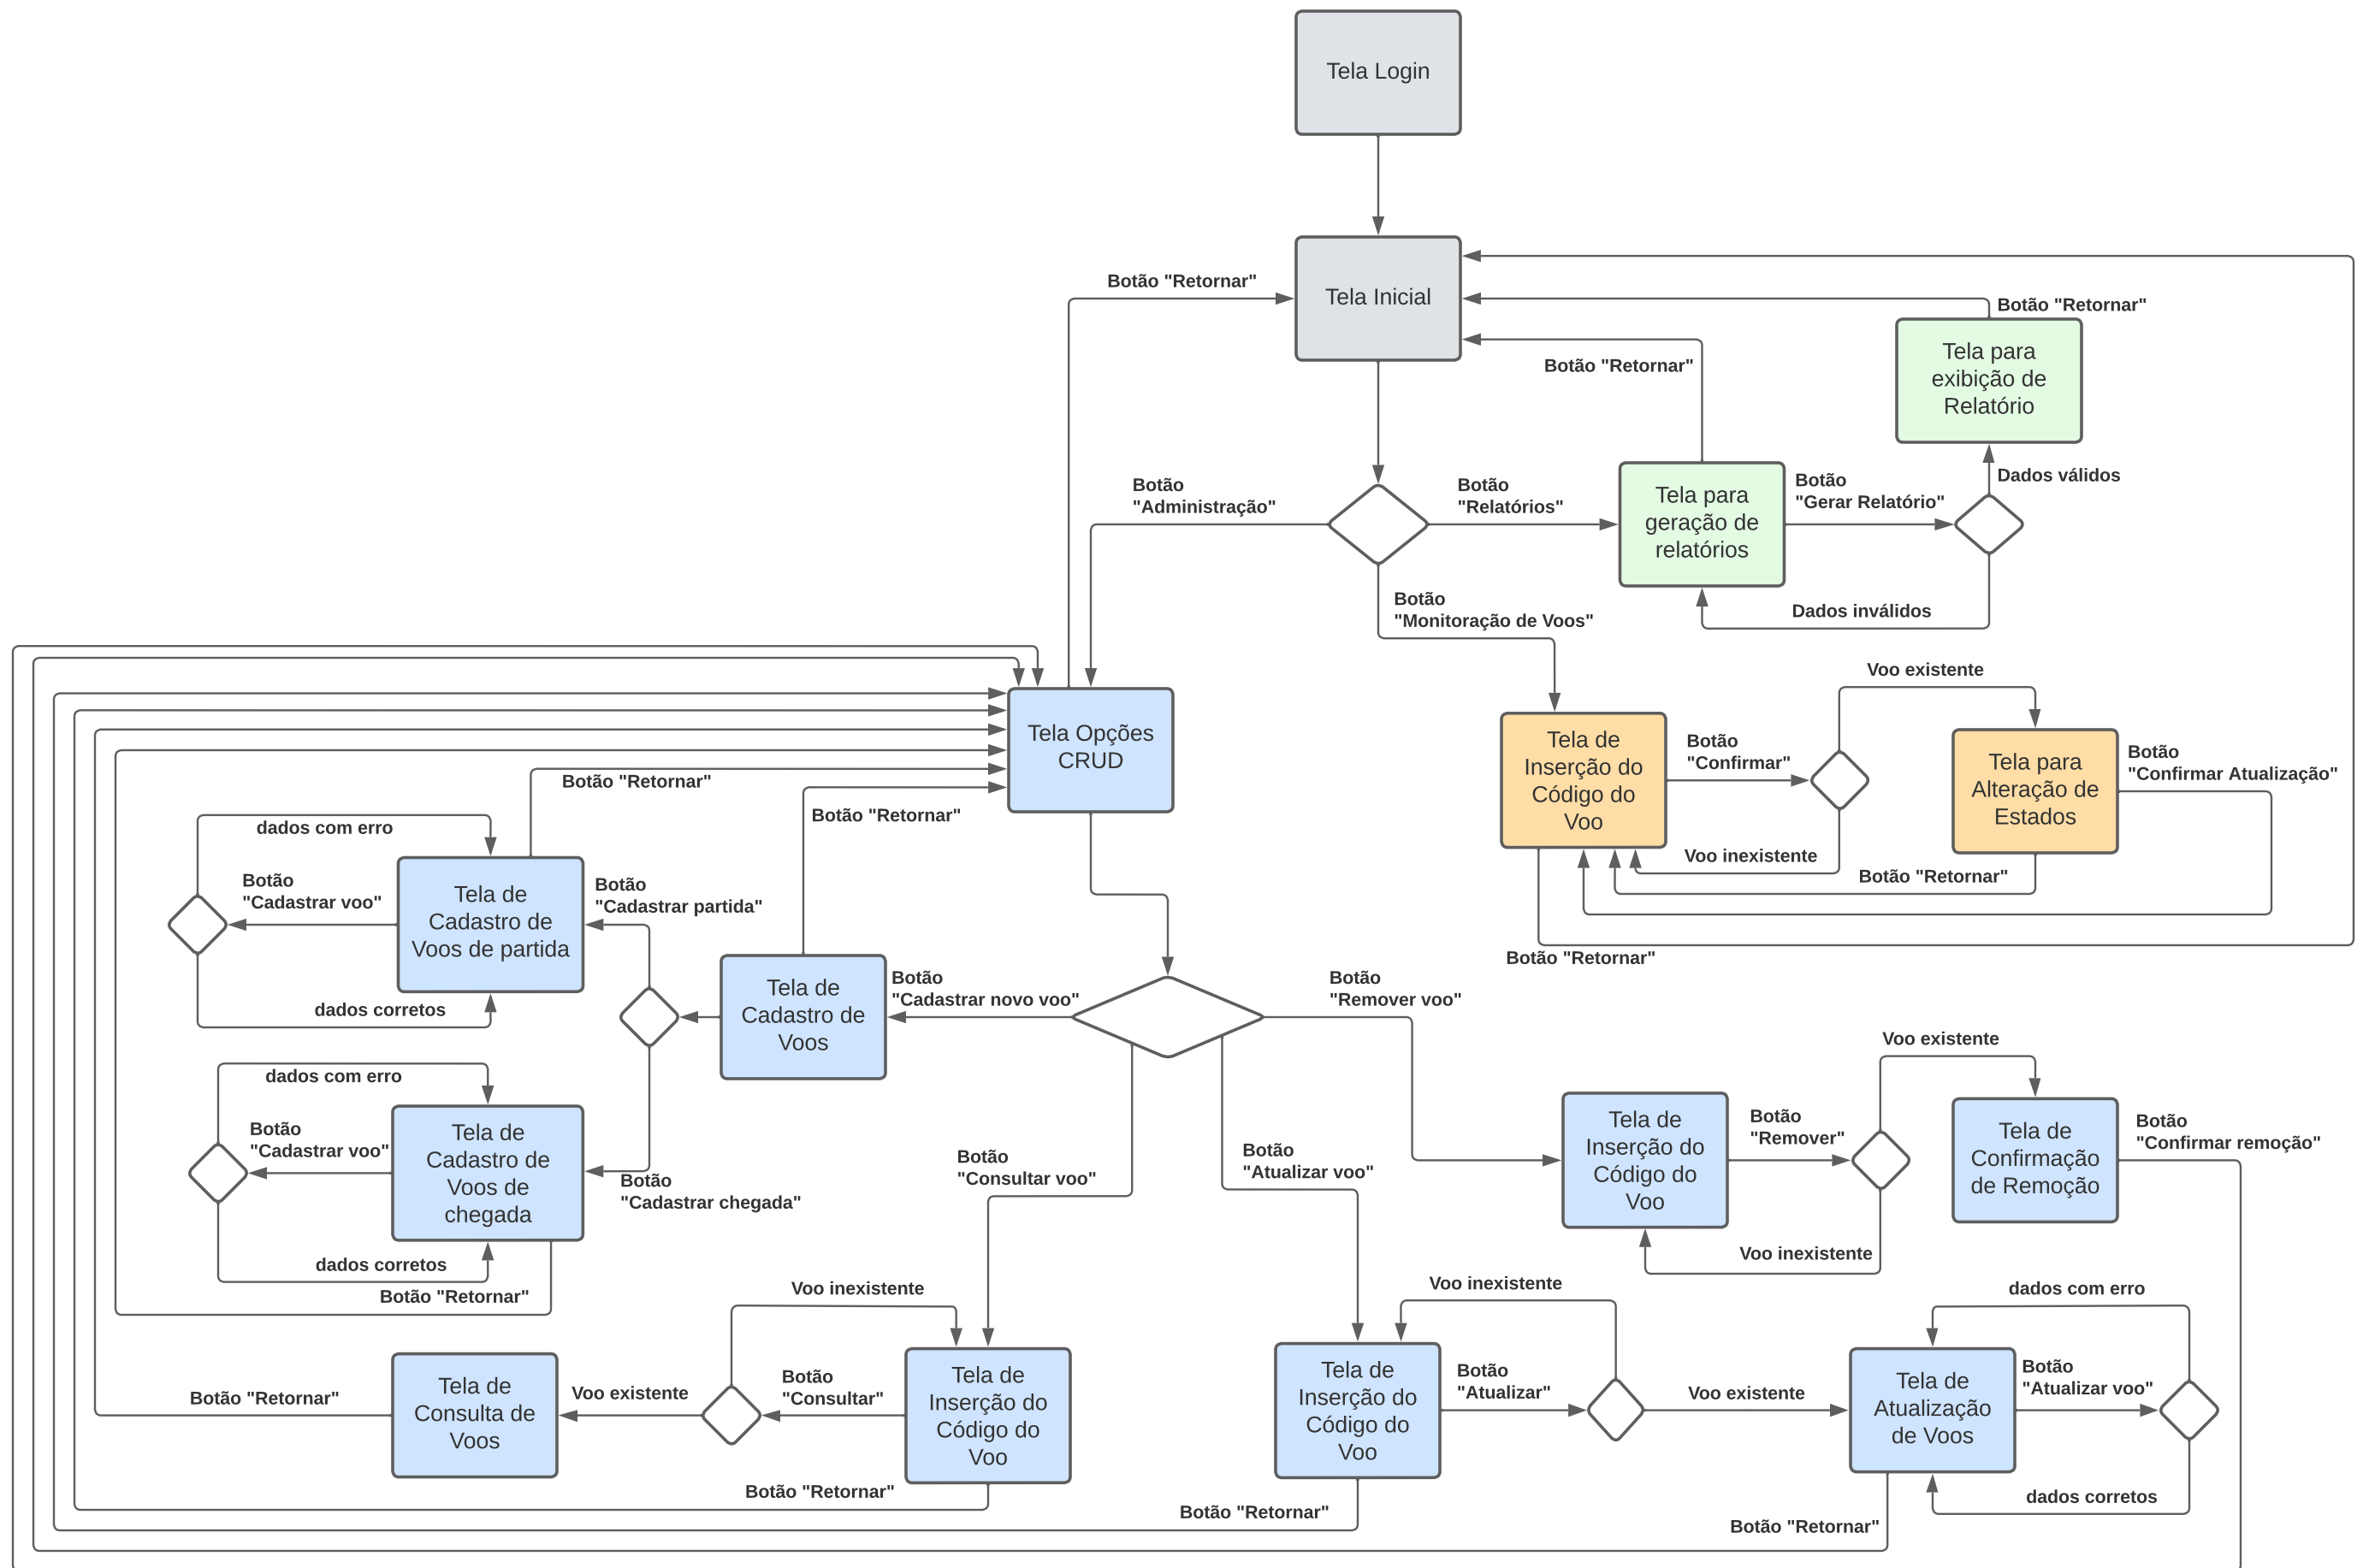 Tela Login
Botão "Retornar"
Tela Inicial
Botão "Retornar"
Botão "Retornar"
Tela para
exibição de
Relatório
Botão
"Administração"
Botão
"Relatórios"
Tela para
geração de
relatórios
Botão
"Gerar Relatório"
Dados válidos
Botão
"Monitoração de Voos"
Dados inválidos
Voo existente
Tela Opções
CRUD
Tela de
Inserção do
Código do
Voo
Botão
"Confirmar"
Tela para
Alteração de
Estados
Botão
"Confirmar Atualização"
Botão "Retornar"
Botão "Retornar"
dados com erro
Voo inexistente
Botão "Retornar"
Botão
"Cadastrar voo"
Tela de
Cadastro de
Voos de partida
Botão
"Cadastrar partida"
Botão "Retornar"
dados corretos
Tela de
Cadastro de
Voos
Botão
"Cadastrar novo voo"
Botão
"Remover voo"
Voo existente
dados com erro
Botão
"Cadastrar voo"
Tela de
Cadastro de
Voos de
chegada
Botão
"Cadastrar chegada"
Botão
"Consultar voo"
Botão
"Atualizar voo"
Tela de
Inserção do
Código do
Voo
Botão
"Remover"
Tela de
Confirmação
de Remoção
Botão
"Confirmar remoção"
dados corretos
Botão "Retornar"
Voo inexistente
Voo inexistente
Voo inexistente
dados com erro
Botão "Retornar"
Tela de
Consulta de
Voos
Voo existente
Botão
"Consultar"
Tela de
Inserção do
Código do
Voo
Tela de
Inserção do
Código do
Voo
Botão
"Atualizar"
Voo existente
Tela de
Atualização
de Voos
Botão
"Atualizar voo"
Botão "Retornar"
Botão "Retornar"
dados corretos
Botão "Retornar"